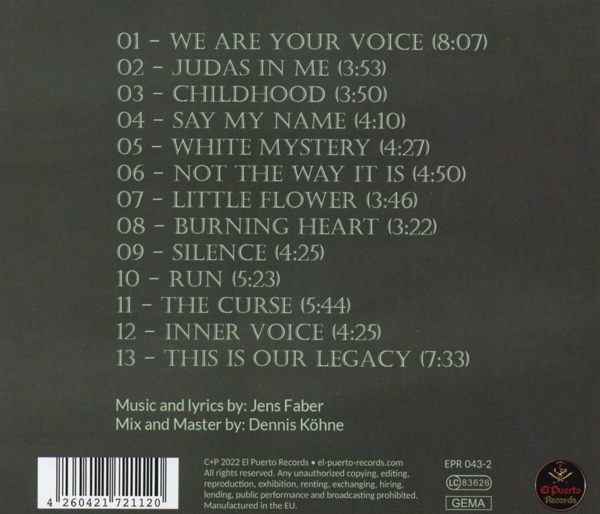 01 – WE ARE YOUR VOICE (8:07)
02 – JUDAS IN ME (3:53)
03 – CHILDHOOD (3:50)
04 – SAY MY NAME (4:10)
05 – WHITE MYSTERY (4:27)
06 – NOT THE WAY IT IS (4:50)
07 – LITTLE FLOWER (3:46)
08 – BURNING HEART (3:22)
09 – SILENCE (4:25)
10 – RUN (5:23)
11 – THE CURSE (5:44)
12 – INNER VOICE (4:25)
13 – THIS IS OUR LEGACY (7:33)
Music and lyrics by: Jens Faber
Mix and Master by: Dennis Köhne
4 260421 721120
C+P 2022 El Puerto Records • el-puerto-records.com
All rights reserved. Any unauthorized copying, editing,
reproduction, exhibition, renting, exchanging, hiring,
lending, public performance and broadcasting prohibited.
Manufactured in the EU.
EPR 043-2
LC 83626
GEMA
El Puerto
Records